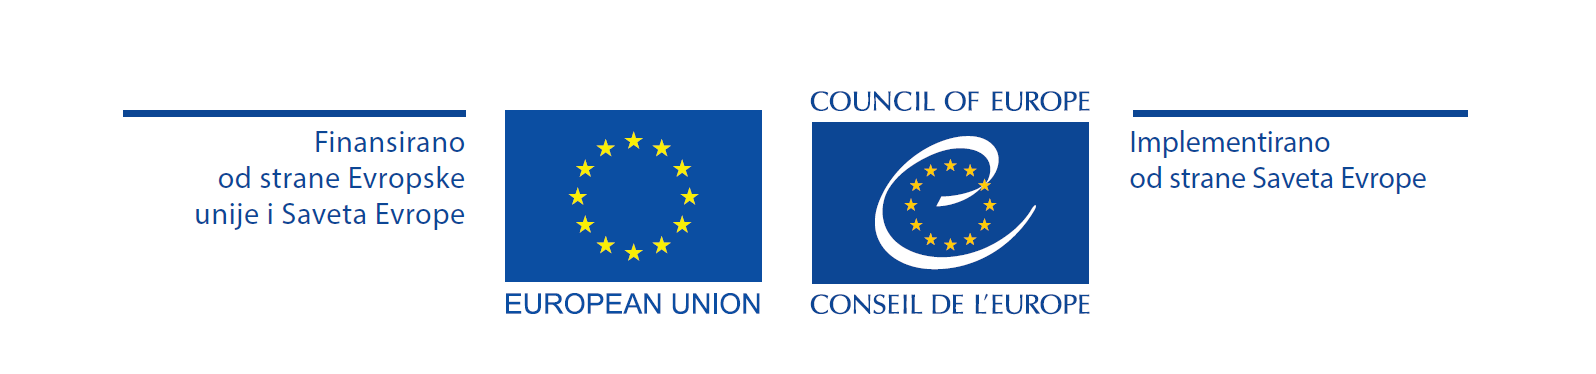 Finansirano
od strane Evropske
unije i Saveta Evrope
EUROPEAN UNION
COUNCIL OF EUROPE
CONSEIL DE L'EUROPE
Implementirano
od strane Saveta Evrope